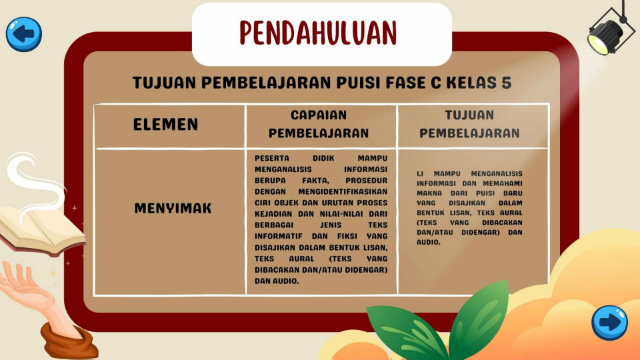 PENDAHULUAN
TUJUAN PEMBELAJARAN PUISI FASE C KELAS 5
ELEMEN
CAPAIAN
PEMBELAJARAN
TUJUAN
PEMBELAJARAN
MENYIMAK
PESERTA DIDIK MAMPU
MENGANALISIS INFORMASI
BERUPA FAKTA, PROSEDUR
DENGAN MENGIDENTIFIKASIKAN
CIRI OBJEK DAN URUTAN PROSES
KEJADIAN DAN NILAI-NILAI DARI
BERBAGAI JENIS TEKS
INFORMATIF DAN FIKSI YANG
DISAJIKAN DALAM BENTUK LISAN,
TEKS AURAL (TEKS YANG
DIBACAKAN DAN/ATAU DIDENGAR)
DAN AUDIO.
1.1 MAMPU MENGANALISIS
INFORMASI DAN MEMAHAMI
MAKNA DARI PUISI BARU
YANG DISAJIKAN DALAM
BENTUK LISAN, TEKS AURAL
(TEKS YANG DIBACAKAN
DAN/ATAU DIDENGAR) DAN
AUDIO.